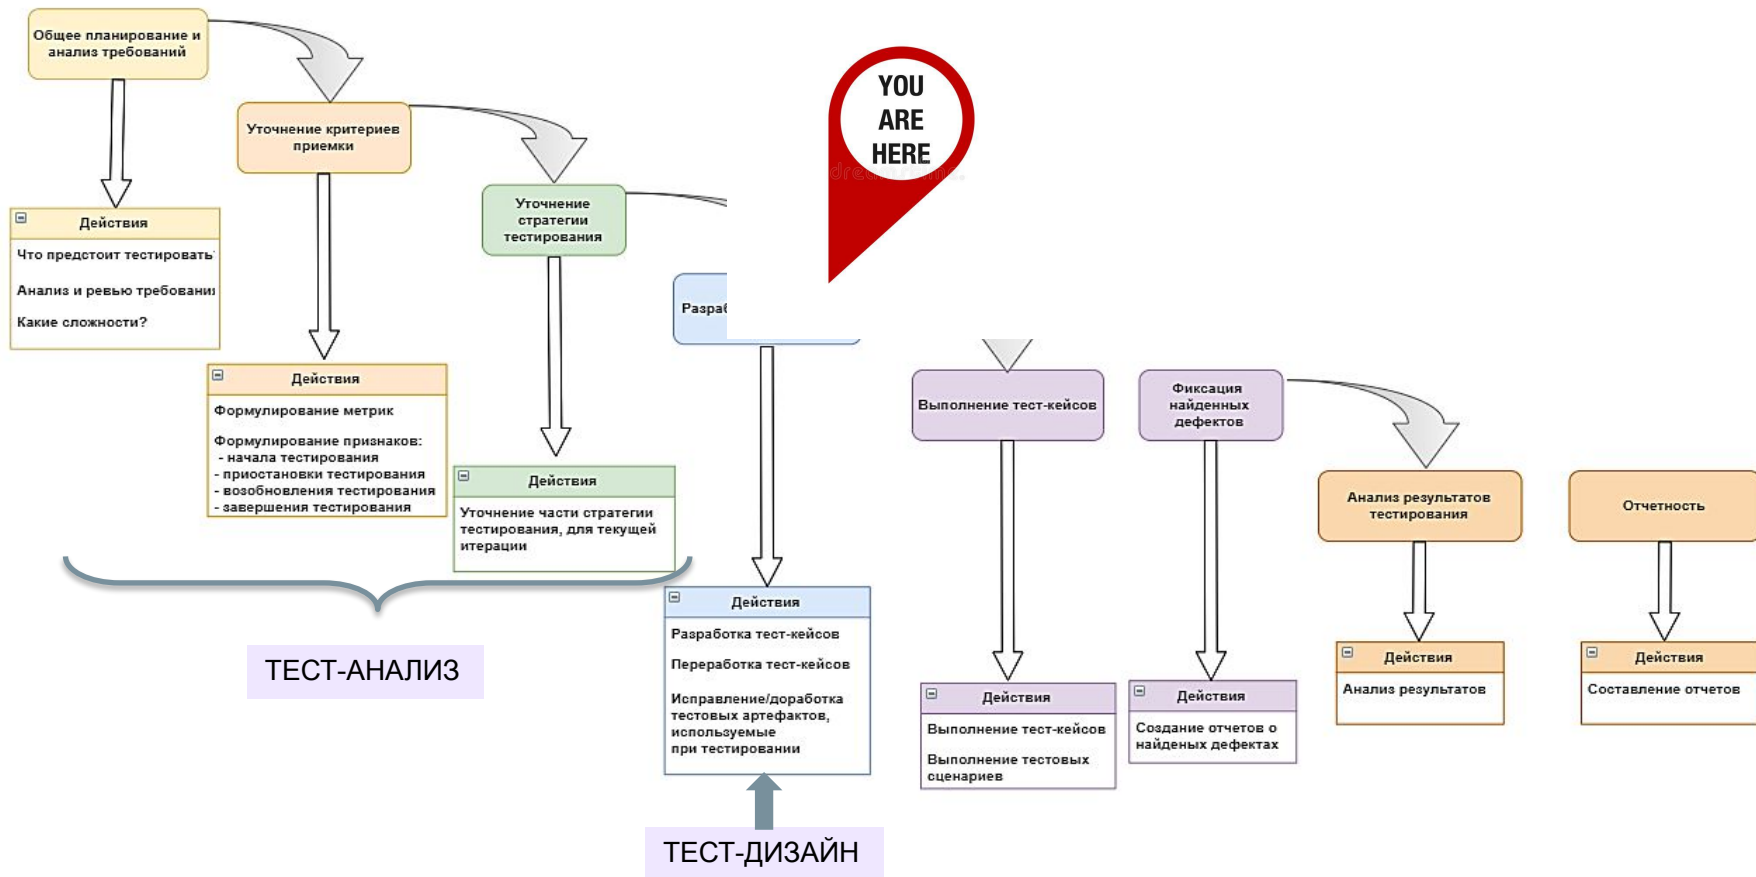 Общее планирование и
анализ требований
Действия
Что предстоит тестировать
Анализ и ревью
Какие сложности?
Уточнение критериев
приемки
Действия
Формулирование метрик
Формулирование признаков:
- начала тестирования
- приостановки тестирования
- возобновления тестирования
- завершения тестирования
Уточнение
стратегии
тестирования
Действия
Уточнение части стратегии
тестирования, для текущей
итерации
ТЕСТ-АНАЛИЗ
YOU
ARE
HERE
Действия
Разработка тест-кейсов
Переработка тест-кейсов
Исправление/доработка
тестовых артефактов,
используемые
при тестировании
ТЕСТ-ДИЗАЙН
Выполнение тест-кейсов
Действия
Выполнение тест-кейсов
Выполнение тестовых
сценариев
Фиксация
найденных
дефектов
Действия
Создание отчетов о
найденых дефектах
Анализ результатов
тестирования
Действия
Анализ результатов
Отчетность
Действия
Составление отчетов